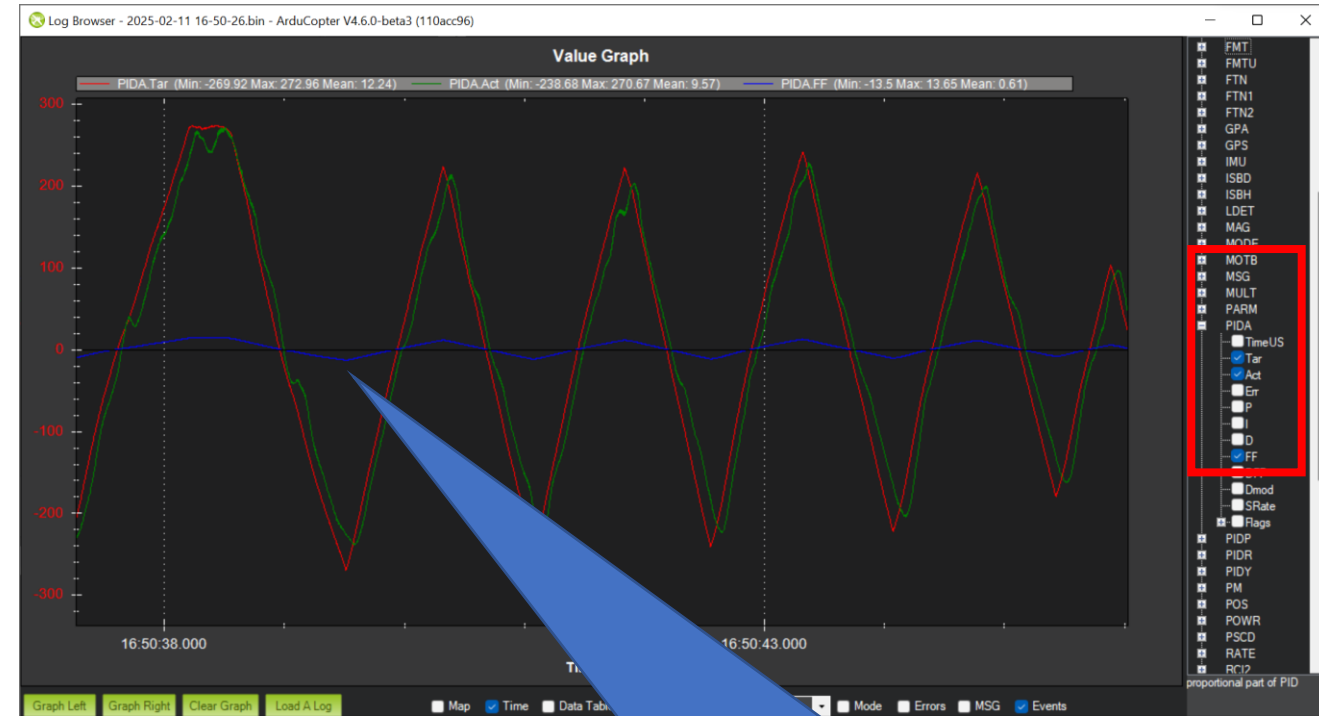 Log Browser - 2025-02-11 16-50-26.bin - ArduCopter V4.6.0-beta3 (110acc96)
Value Graph
PIDA.Tar (Min: -269.92 Max: 272.96 Mean: 12.24) PIDA.Act (Min: -238.68 Max: 270.67 Mean: 9.57) PIDA.FF (Min: -13.5 Max: 13.65 Mean: 0.61)
300
200
100
0
-100
-200
-300
16:50:38.000
16:50:43.000
FMT
FMTU
FTN
FTN1
FTN2
GPA
GPS
IMU
ISBD
ISBH
LDET
MAG
MODE
MOTB
MSG
MULT
PARM
PIDA
TimeUS
Tar
Act
Err
P
I
D
FF
Dmod
SRate
Flags
PIDP
PIDR
PIDY
PM
POS
POWR
PSCD
RATE
RCI2
proportional part of PID
Graph Left Graph Right Clear Graph Load A Log Map Time Data Mode Errors MSG Events